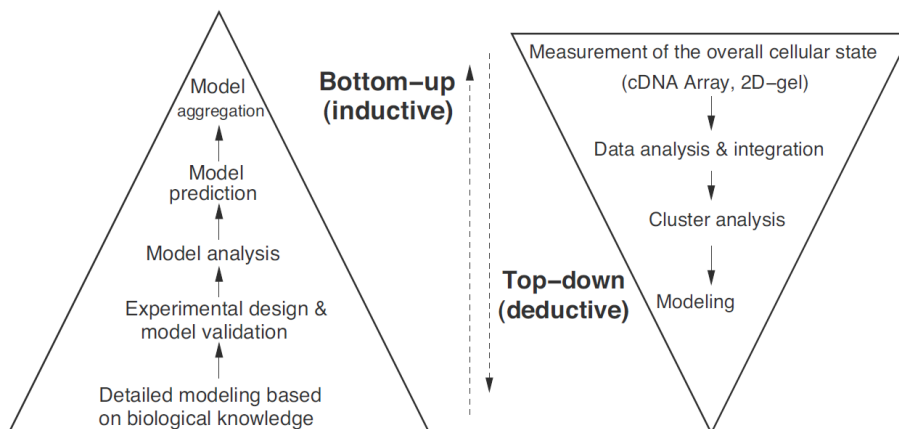 Model
aggregation
Model
prediction
Model analysis
Experimental design &
model validation
Detailed modeling based
on biological knowledge
Bottom−up
(inductive)
Top−down
(deductive)
Measurement of the overall cellular state
(cDNA Array, 2D−gel)
Data analysis & integration
Cluster analysis
Modeling